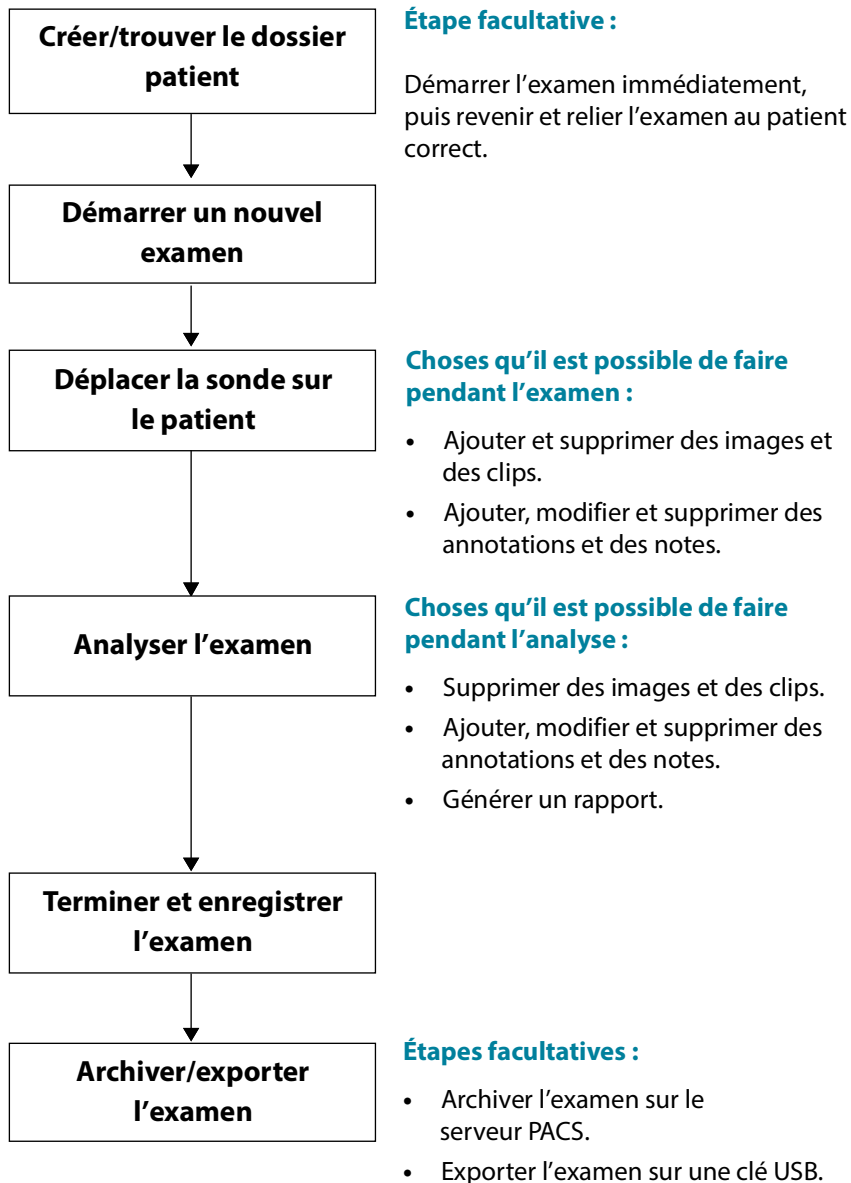 Créer/trouver le dossier
patient
Étape facultative :
Démarrer l’examen immédiatement,
puis revenir et relier l’examen au patient
correct.
Démarrer un nouvel
examen
Déplacer la sonde sur
le patient
Choses qu’il est possible de faire
pendant l’examen :
• Ajouter et supprimer des images et
des clips.
• Ajouter, modifier et supprimer des
annotations et des notes.
Analyser l’examen
Choses qu’il est possible de faire
pendant l’analyse :
• Supprimer des images et des clips.
• Ajouter, modifier et supprimer des
annotations et des notes.
• Générer un rapport.
Terminer et enregistrer
l’examen
Archiver/exporter
l’examen
Étapes facultatives :
• Archiver l’examen sur le
serveur PACS.
• Exporter l’examen sur une clé USB.